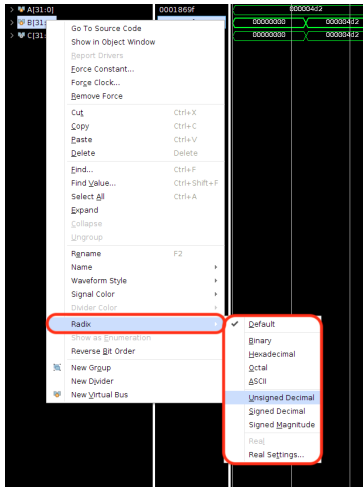 A[31:0] 0001869f 800004d2
B[31: 00000000 000004d2
C[31: 00000000 000004d2
Go To Source Code
Show in Object Window
Report Drivers
Force Constant...
Force Clock...
Remove Force
Cut Ctrl+X
Copy Ctrl+C
Paste Ctrl+V
Delete Delete
Find... Ctrl+F
Find Value... Ctrl+Shift+F
Select All Ctrl+A
Expand
Collapse
Ungroup
Rename F2
Name
Waveform Style
Signal Color
Divider Color
Radix
Default
Show as Enumeration
Binary
Reverse Bit Order
Hexadecimal
New Group
Octal
New Divider
ASCII
New Virtual Bus
Unsigned Decimal
Signed Decimal
Signed Magnitude
Real
Real Settings...